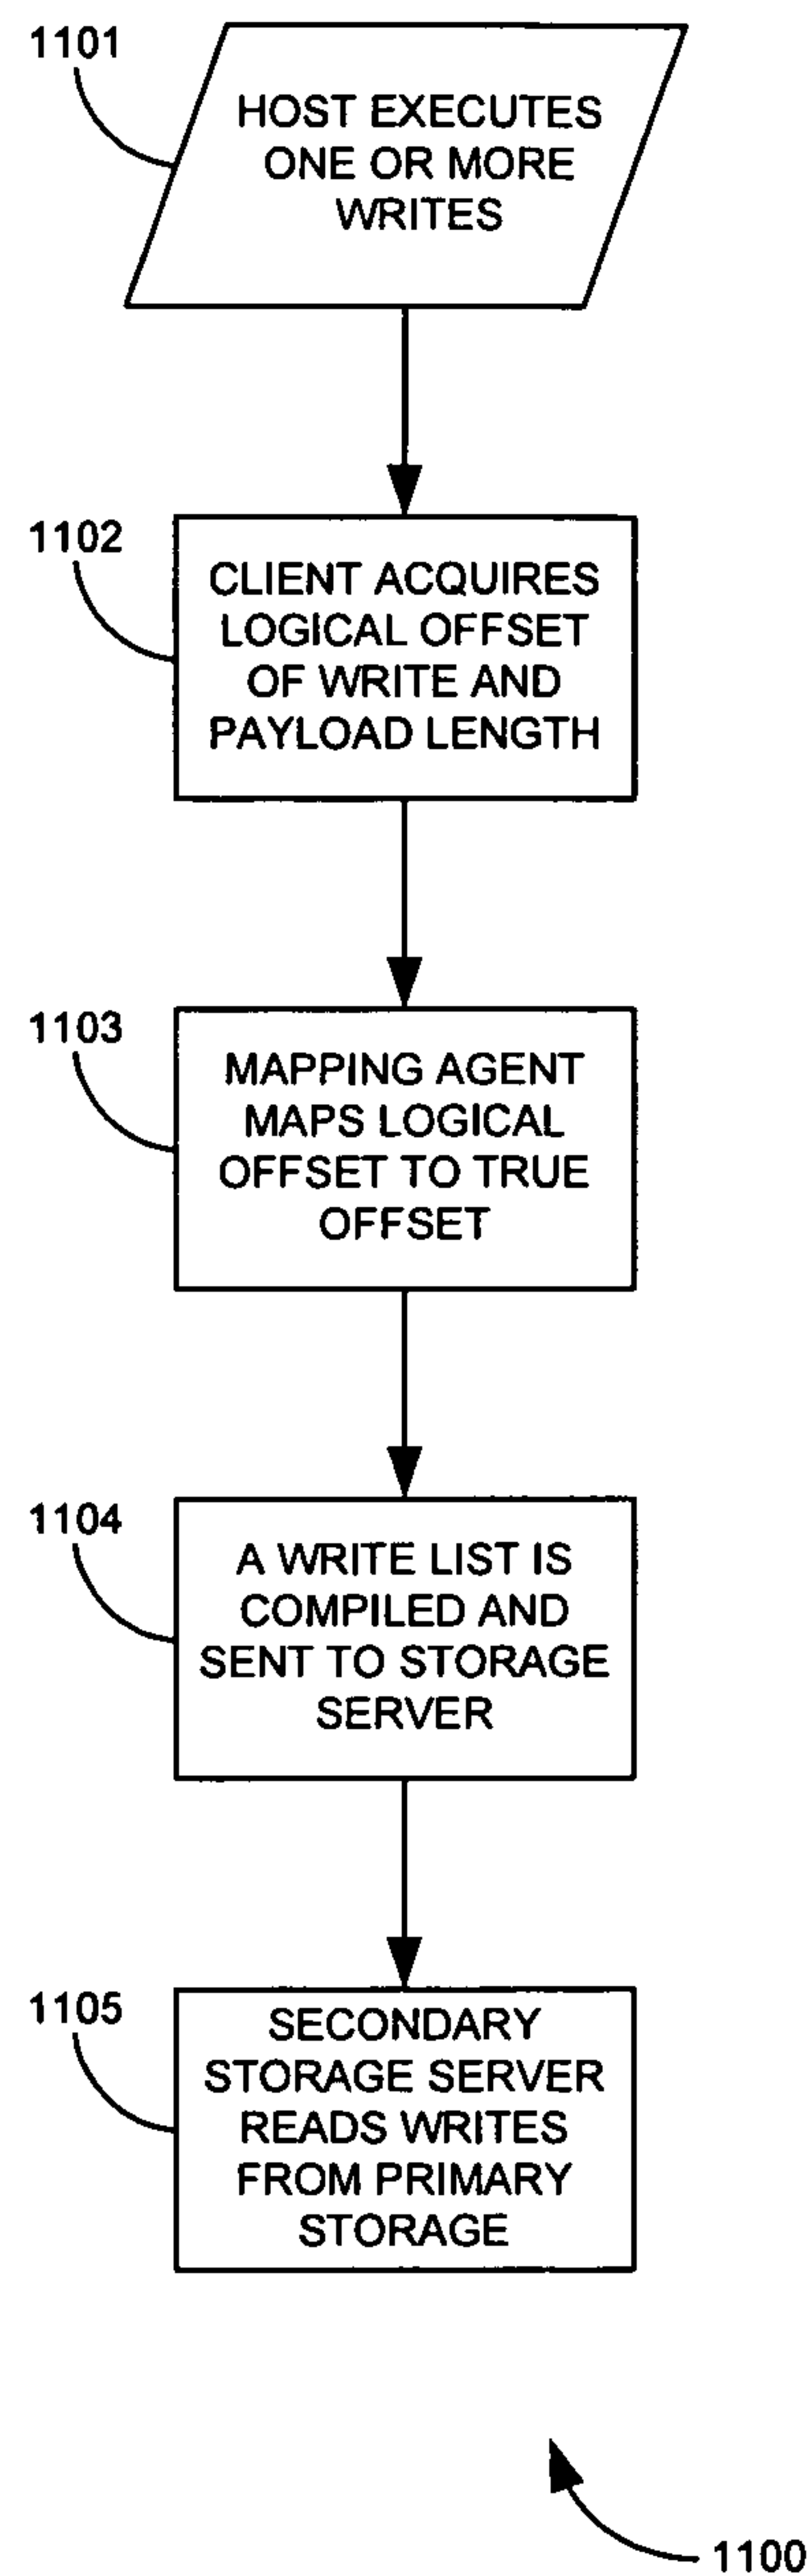 1101
HOST EXECUTES
ONE OR MORE
WRITES
1102
CLIENT ACQUIRES
LOGICAL OFFSET
OF WRITE AND
PAYLOAD LENGTH
1103
MAPPING AGENT
MAPS LOGICAL
OFFSET TO TRUE
OFFSET
1104
A WRITE LIST IS
COMPILED AND
SENT TO STORAGE
SERVER
1105
SECONDARY
STORAGE SERVER
READS WRITES
FROM PRIMARY
STORAGE
1100